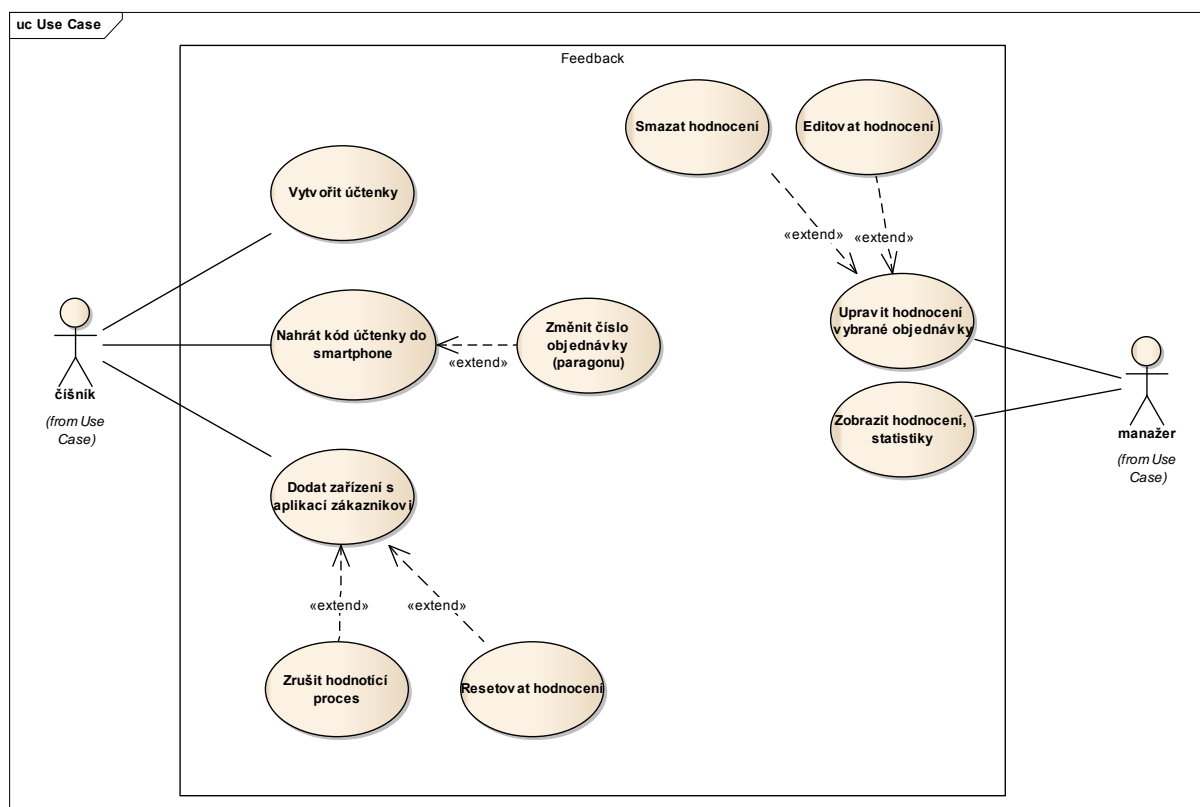 uc Use Case
Feedback
Smazat hodnocení
Editovat hodnocení
Vytvořit účtenky
«extend»
«extend»
Upravit hodnocení
vybrané objednávky
Nahrát kód účtenky do
smartphone
«extend»
Změnit číslo
objednávky
(paragonu)
číšník
(from Use
Case)
Zobrazit hodnocení,
statistiky
manažer
(from Use
Case)
Dodat zařízení s
aplikací zákaznikovi
«extend»
«extend»
Zrušit hodnotící
proces
Resetovat hodnocení